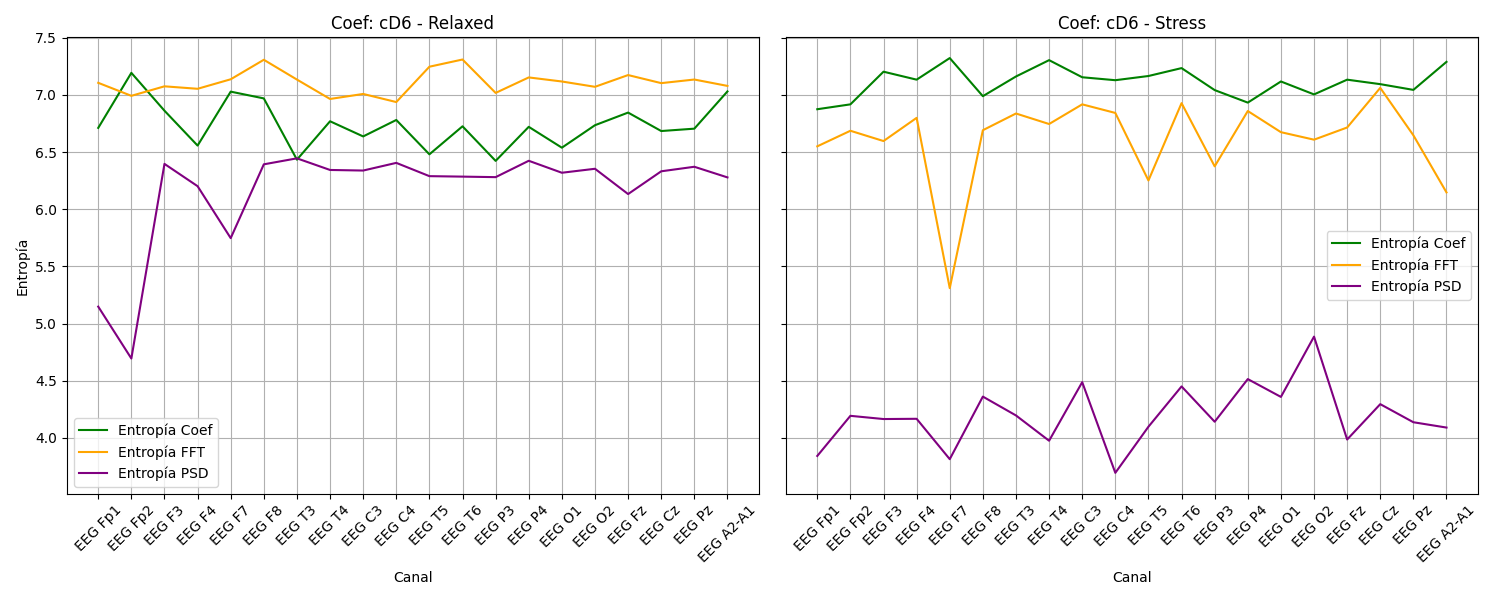 Coef: cD6 - Relaxed
Entropía
7.5
7.0
6.5
6.0
5.5
5.0
4.5
4.0
Entropía Coef
Entropía FFT
Entropía PSD
EEG Fp1
EEG Fp2
EEG F3
EEG F4
EEG F7
EEG F8
EEG T3
EEG T4
EEG C3
EEG C4
EEG T5
EEG T6
EEG P3
EEG P4
EEG O1
EEG O2
EEG Fz
EEG Cz
EEG Pz
EEG A2-A1
Canal
Coef: cD6 - Stress
Entropía Coef
Entropía FFT
Entropía PSD
EEG Fp1
EEG Fp2
EEG F3
EEG F4
EEG F7
EEG F8
EEG T3
EEG T4
EEG C3
EEG C4
EEG T5
EEG T6
EEG P3
EEG P4
EEG O1
EEG O2
EEG Fz
EEG Cz
EEG Pz
EEG A2-A1
Canal